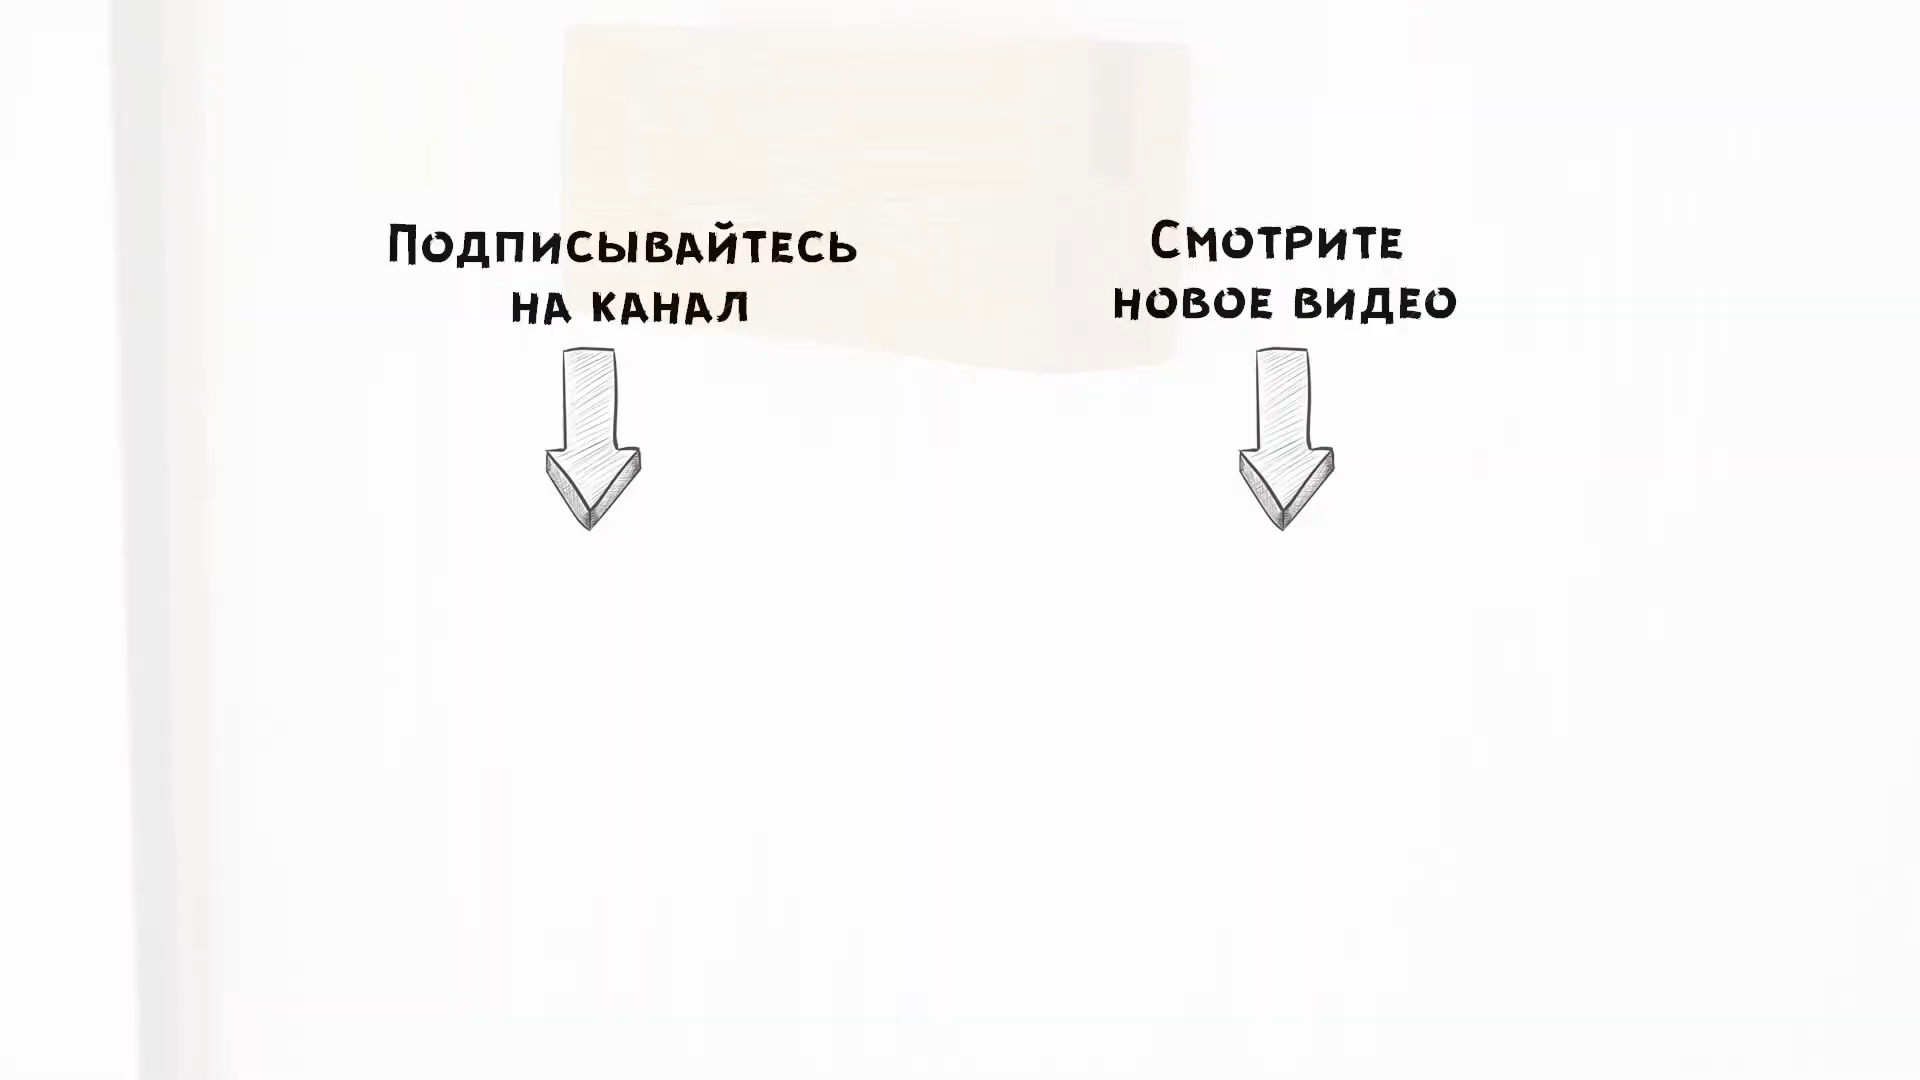 Подписывайтесь
на канал
Смотрите
новое видео